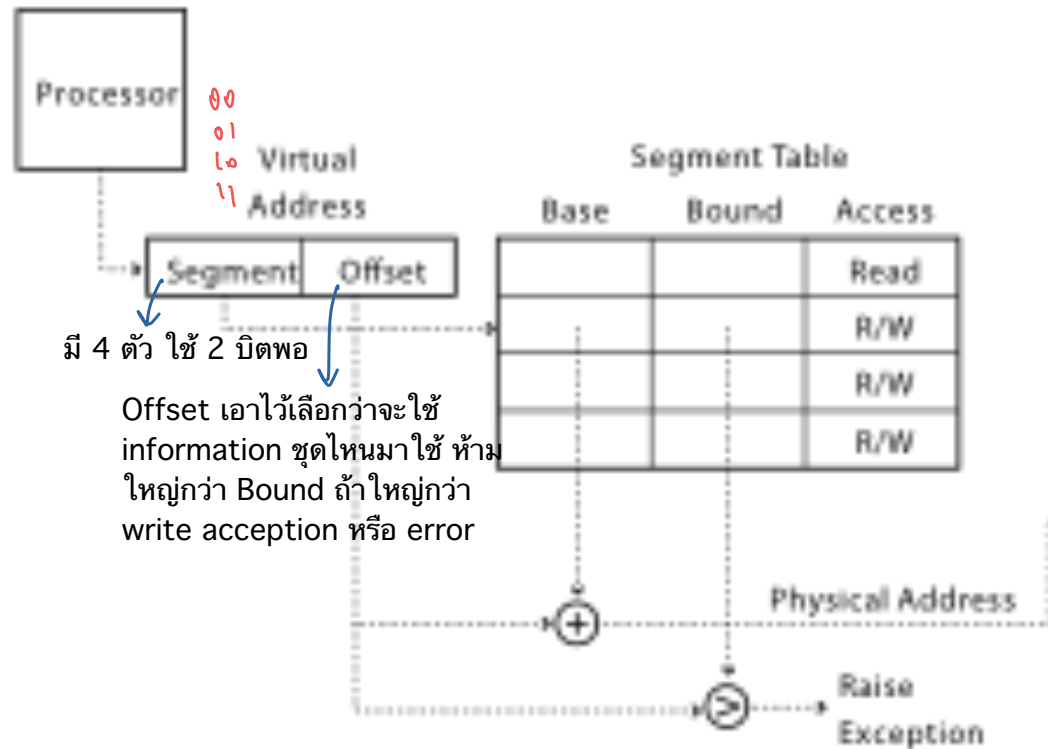 Processor
00
01
10
11
Virtual
Address
Segment Offset
มี 4 ตัว ใช้ 2 บิตพอ
Offset เอาไว้เลือกว่าจะใช้
information ชุดไหนมาใช้ ห้าม
ใหญ่กว่า Bound ถ้าใหญ่กว่า
write acception หรือ error
Segment Table
Base Bound Access
Read
R/W
R/W
R/W
+
Physical Address
>
Raise
Exception